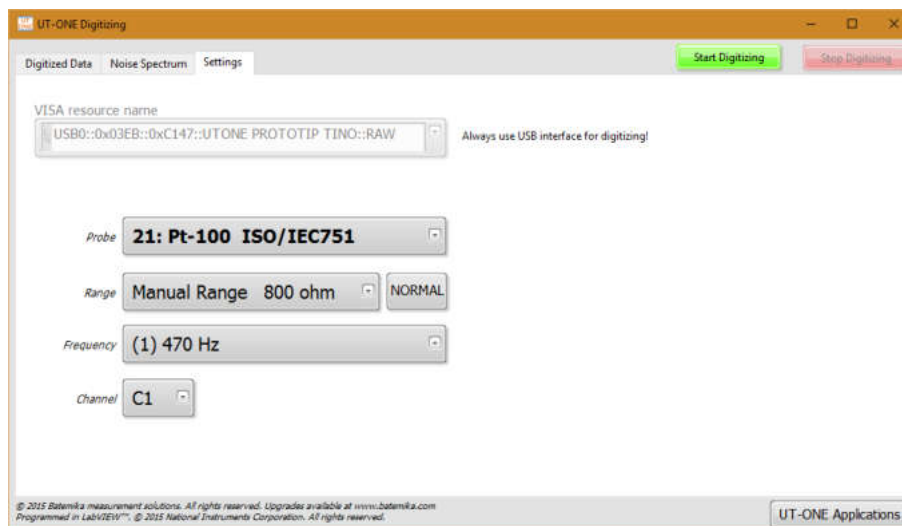 UT-ONE Digitizing
Digitized Data Noise Spectrum Settings Start Digitizing Stop Digitizing
VISA resource name
USB0::0x03EB::0xC147::UTONE PROTOTIP TINO::RAW Always use USB interface for digitizing!
Probe 21: Pt-100 ISO/IEC751
Range Manual Range 800 ohm NORMAL
Frequency (1) 470 Hz
Channel C1
© 2015 Batemika measurement solutions. All rights reserved. Upgrades available at www.batemika.com
Programmed in LabVIEW™, © 2015 National Instruments Corporation. All rights reserved.
UT-ONE Applications